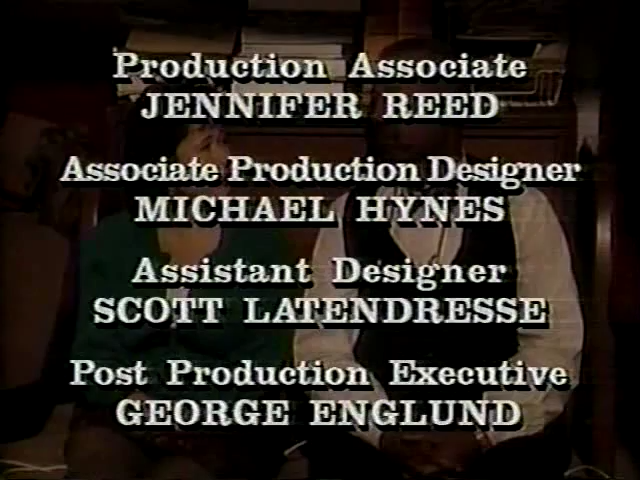 Production Associate
JENNIFER REED
Associate Production Designer
MICHAEL HYNES
Assistant Designer
SCOTT LATENDRESSE
Post Production Executive
GEORGE ENGLUND